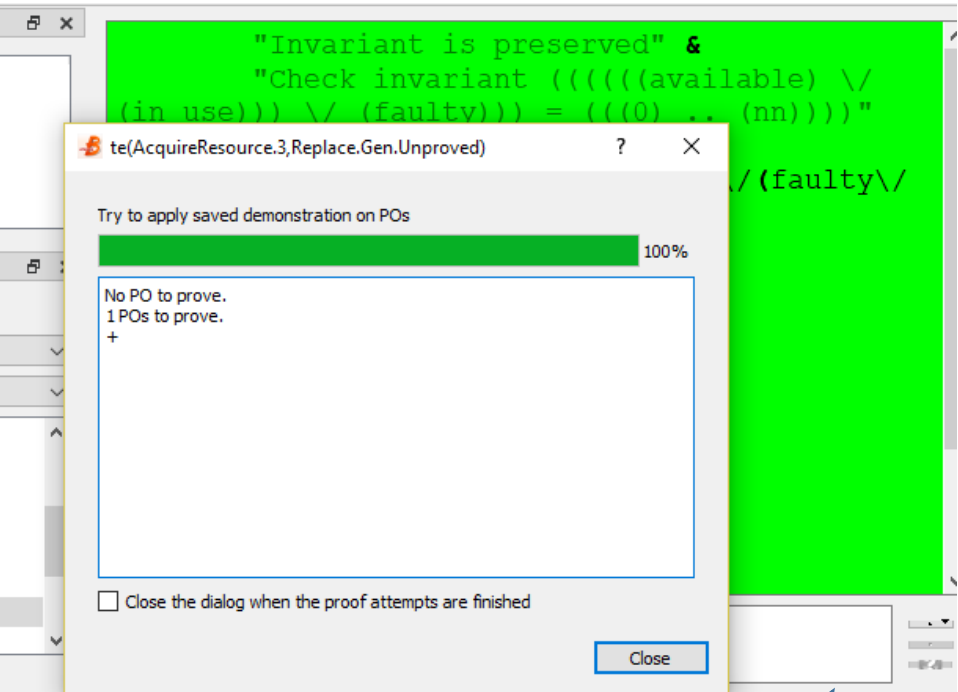 "Invariant is preserved" &
"Check invariant ((((((available) \/
(in_use))) \/ (faulty))) = (((0) .. (nn))))"
te(AcquireResource.3,Replace.Gen.Unproved)
\/(faulty\/
Try to apply saved demonstration on POs
100%
No PO to prove.
1 POs to prove.
+
Close the dialog when the proof attempts are finished
Close